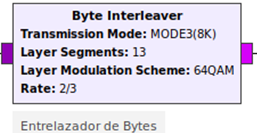 Byte Interleaver
Transmission Mode: MODE3(8K)
Layer Segments: 13
Layer Modulation Scheme: 64QAM
Rate: 2/3
Entrelazador de Bytes